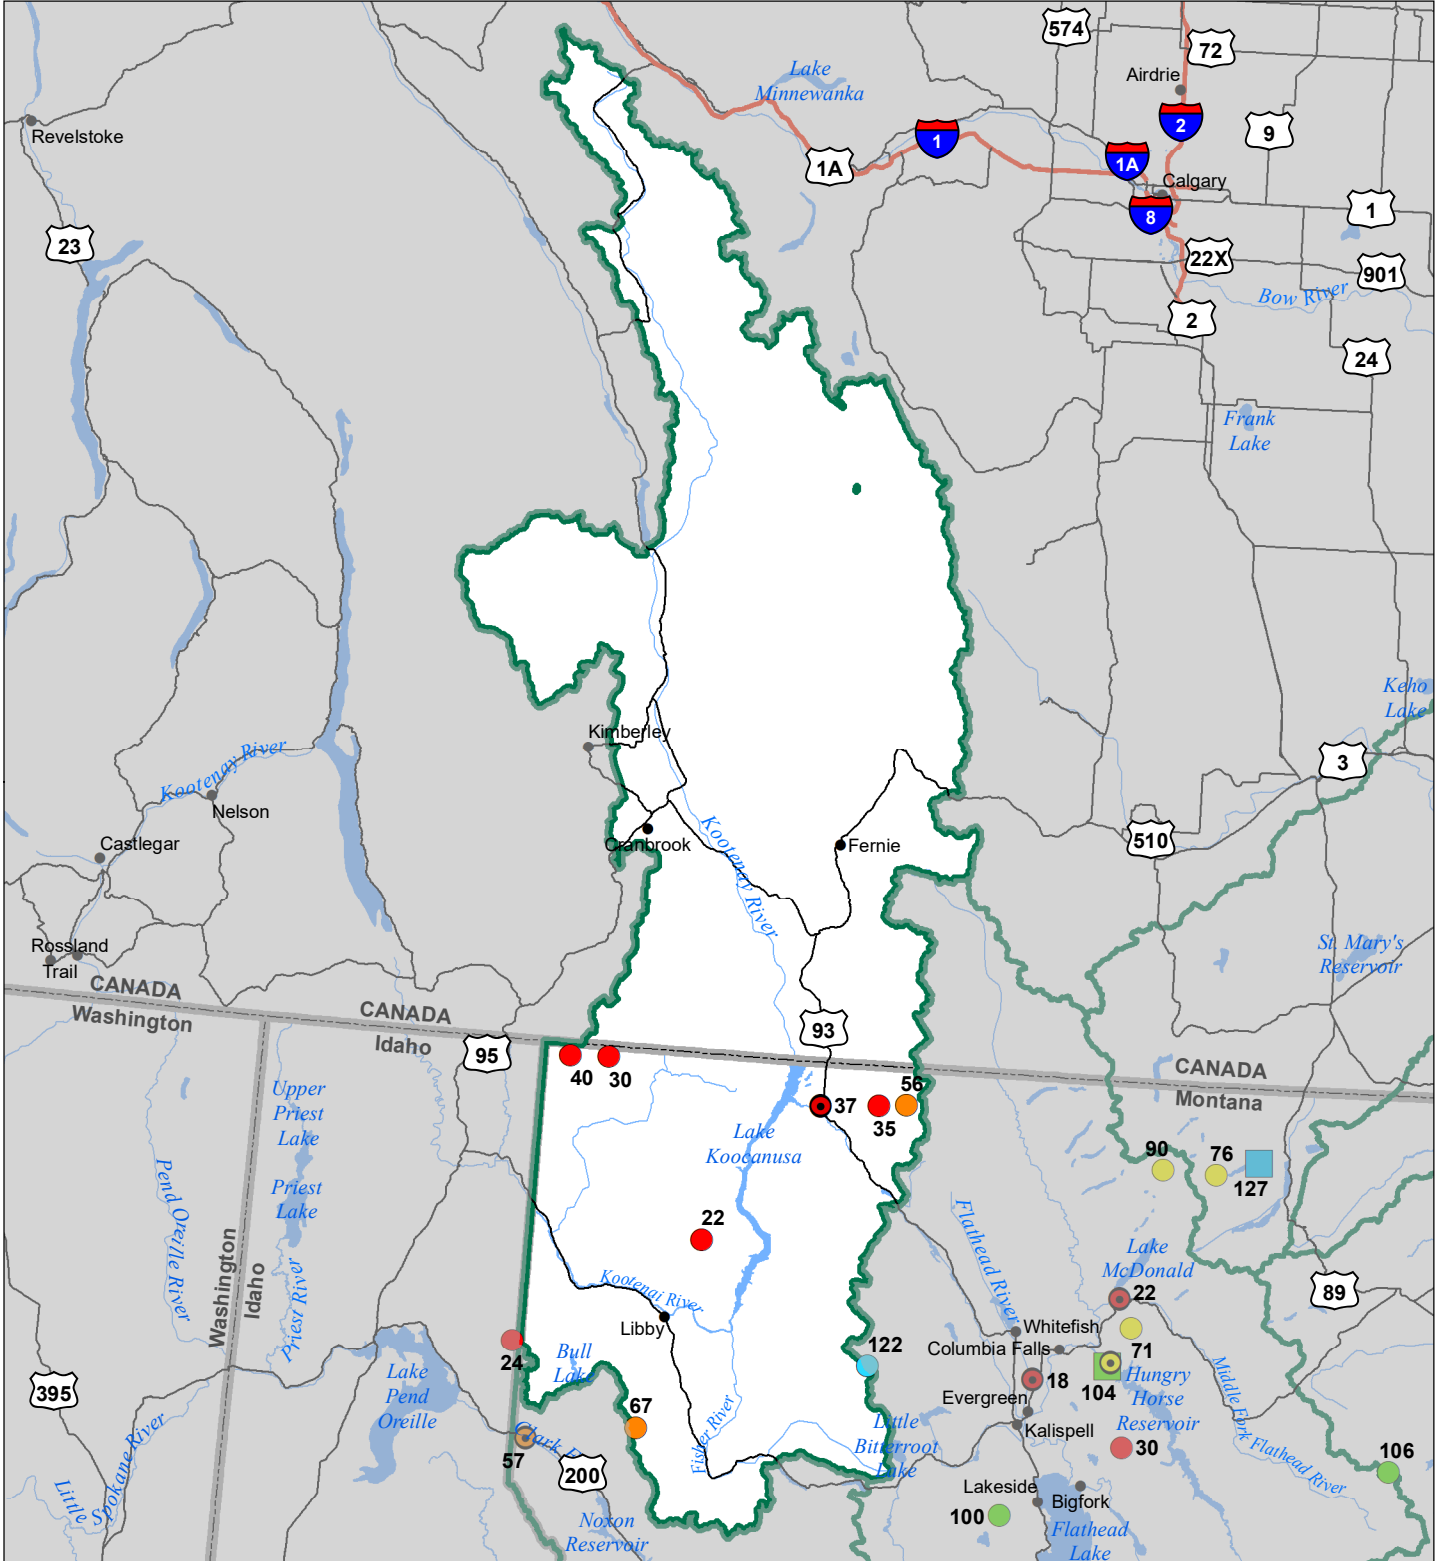 574
72
Airdrie
Lake
Minnewanka
2
9
Revelstoke
1
1A
1A
Calgary
8
1
23
22X
901
Bow River
2
24
Frank
Lake
Keho
Lake
Kimberley
Kootenay River
3
Nelson
Castlegar
Cranbrook
Kootenay River
Fernie
510
Rossland
Trail
St. Mary's
Reservoir
CANADA
Washington
CANADA
Idaho
95
93
CANADA
Montana
40
30
56
37
35
Upper
Priest
Lake
Lake
Koocanusa
90
76
127
Pend Oreille River
Priest
Lake
22
Flathead River
Lake
McDonald
Washington
Idaho
Priest River
Kootenai River
22
89
Libby
Whitefish
Columbia Falls
71
24
Bull
Lake
122
104
Hungry
Horse
Reservoir
Middle Fork Flathead River
395
Lake
Pend
Oreille
18
Evergreen
67
Fisher River
Little
Bitterroot
Lake
Kalispell
30
106
57
200
Little Spokane River
Lakeside
Bigfork
100
Noxon
Reservoir
Flathead
Lake